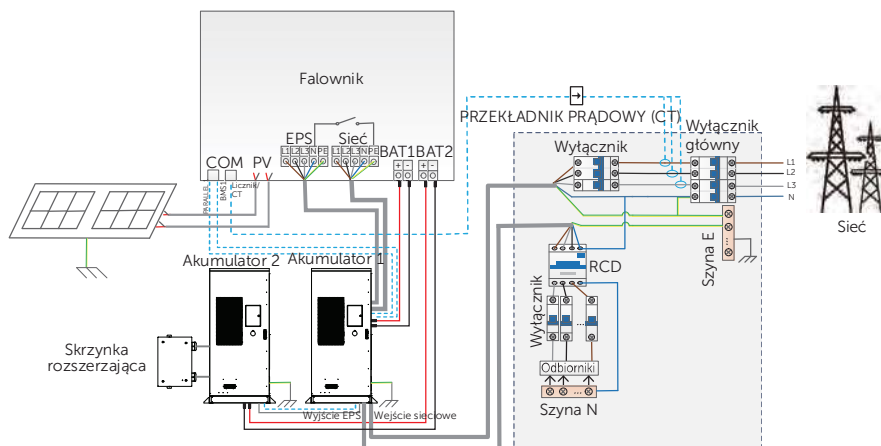 Falownik
PRZEKŁADNIK PRĄDOWY (CT)
EPS
Sieć
L1 L2 L3 N PE
L1 L2 L3 N PE
BAT1 BAT2
+ - + -
COM
PV
PARALLEL
BMS1
Licznik/
CT
Wyłącznik
Wyłącznik
główny
L1
L2
L3
N
Sieć
Szyna E
RCD
Wyłącznik
...
Odbiorniki
...
Szyna N
Akumulator 2
Akumulator 1
Skrzynka
rozszerzająca
Wyjście EPS
Wejście sieciowe